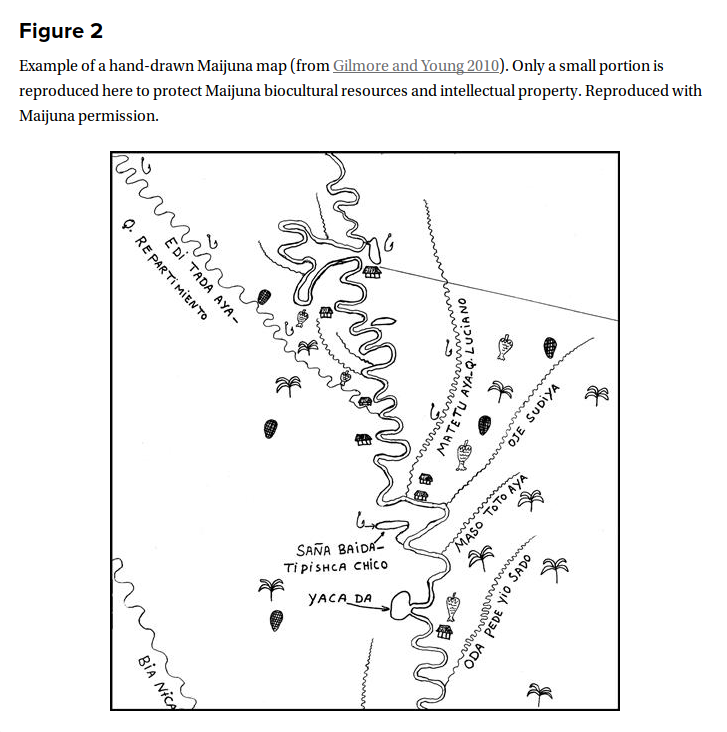 Figure 2
Example of a hand-drawn Maijuna map (from Gilmore and Young 2010). Only a small portion is
reproduced here to protect Maijuna biocultural resources and intellectual property. Reproduced with
Maijuna permission.
EDI TADA AYA-
Q. REPARTIMIENTO
MATETU AYA-Q. LUCIANO
OJE SUDIYA
MASO TOTO AYA
SAÑA BAIDA-
TIPISHCA CHICO
YACA DA
ODA PEDE YIO SADO
BIA NICA